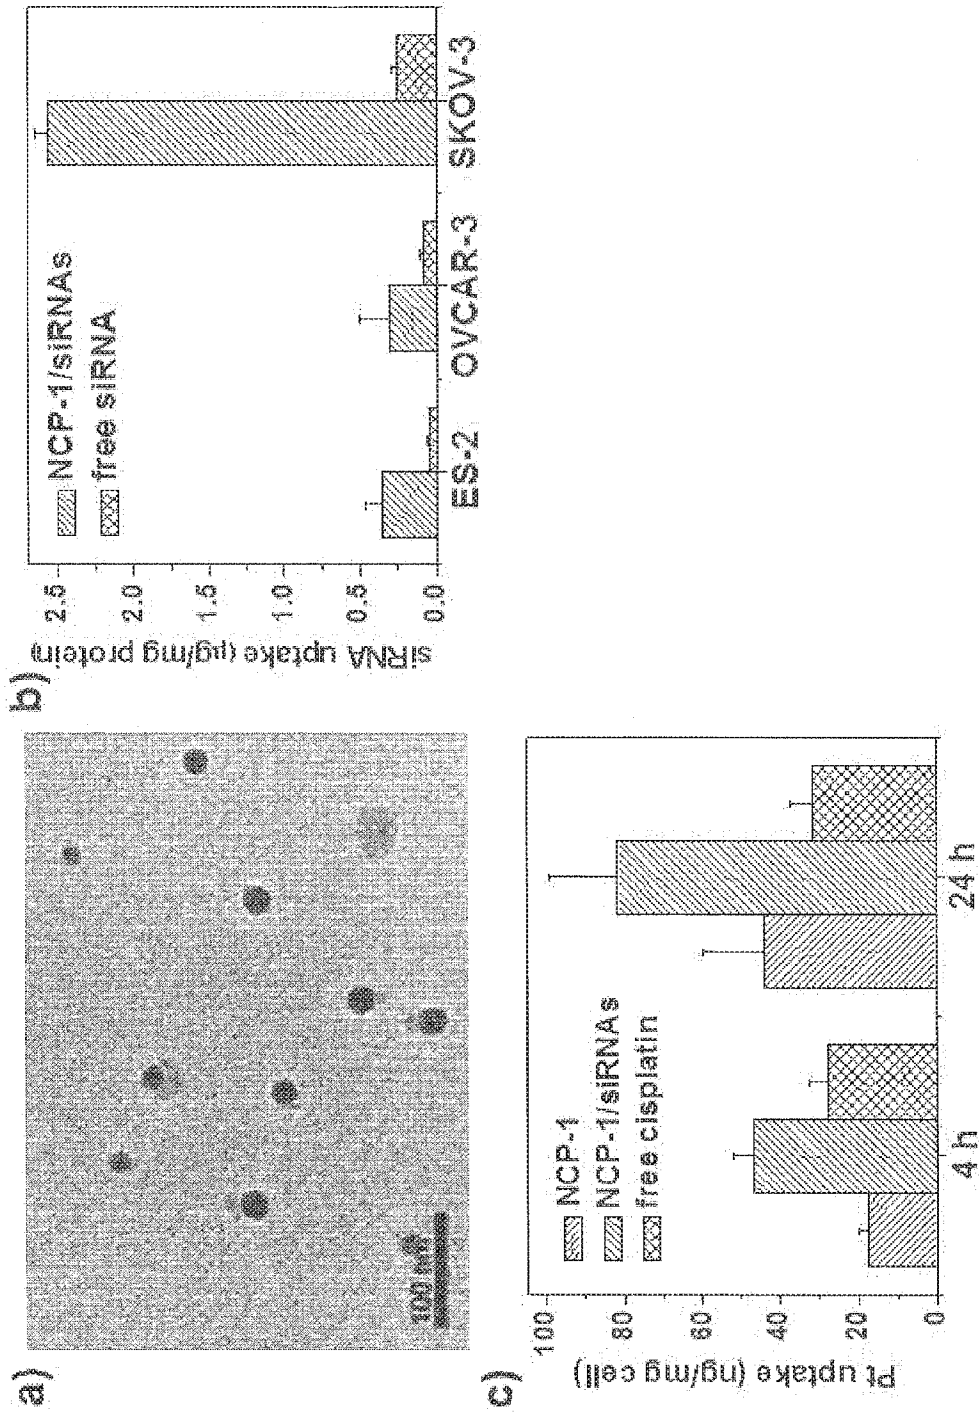 a)
100 nm
b)
siRNA uptake (µg/mg protein)
2.5
2.0
1.5
1.0
0.5
0.0
NCP-1/siRNAs
free siRNA
ES-2 OVCAR-3 SKOV-3
c)
Pt uptake (ng/mg cell)
100
80
60
40
20
0
NCP-1
NCP-1/siRNAs
free cisplatin
4 h 24 h